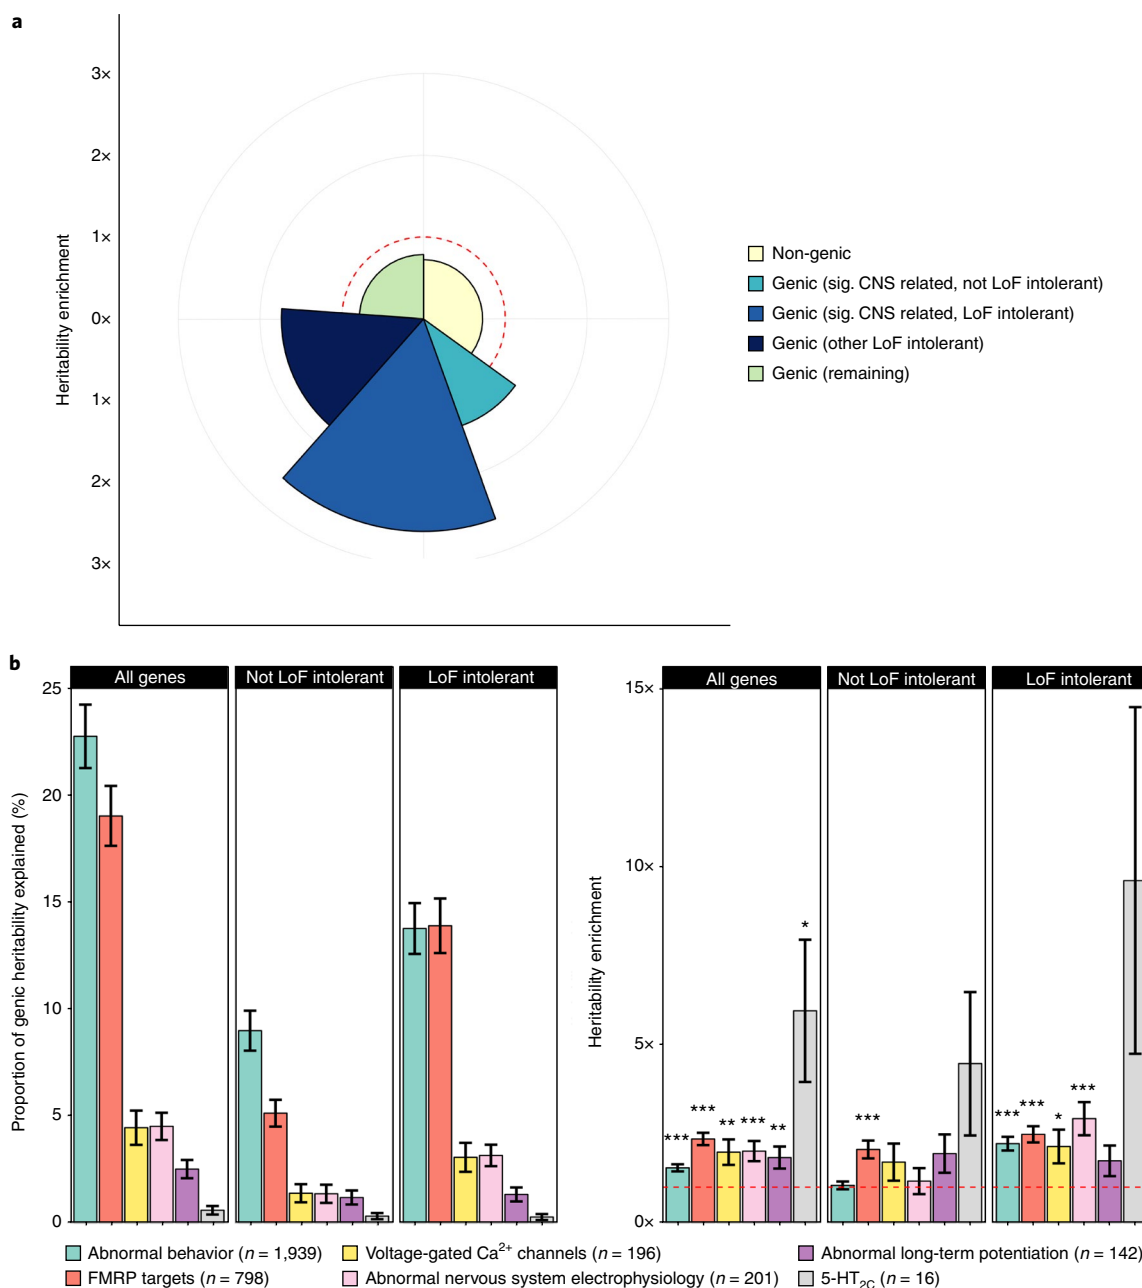 a
3×
2×
1×
0×
1×
2×
3×
Heritability enrichment
Non-genic
Genic (sig. CNS related, not LoF intolerant)
Genic (sig. CNS related, LoF intolerant)
Genic (other LoF intolerant)
Genic (remaining)
b
All genes
Not LoF intolerant
LoF intolerant
25
20
15
10
5
0
Proportion of genic heritability explained (%)
All genes
Not LoF intolerant
LoF intolerant
15×
10×
5×
0×
Heritability enrichment
***
***
**
***
**
*
***
***
***
*
***
Abnormal behavior (n = 1,939)
Voltage-gated Ca²⁺ channels (n = 196)
Abnormal long-term potentiation (n = 142)
FMRP targets (n = 798)
Abnormal nervous system electrophysiology (n = 201)
5-HT₂C (n = 16)